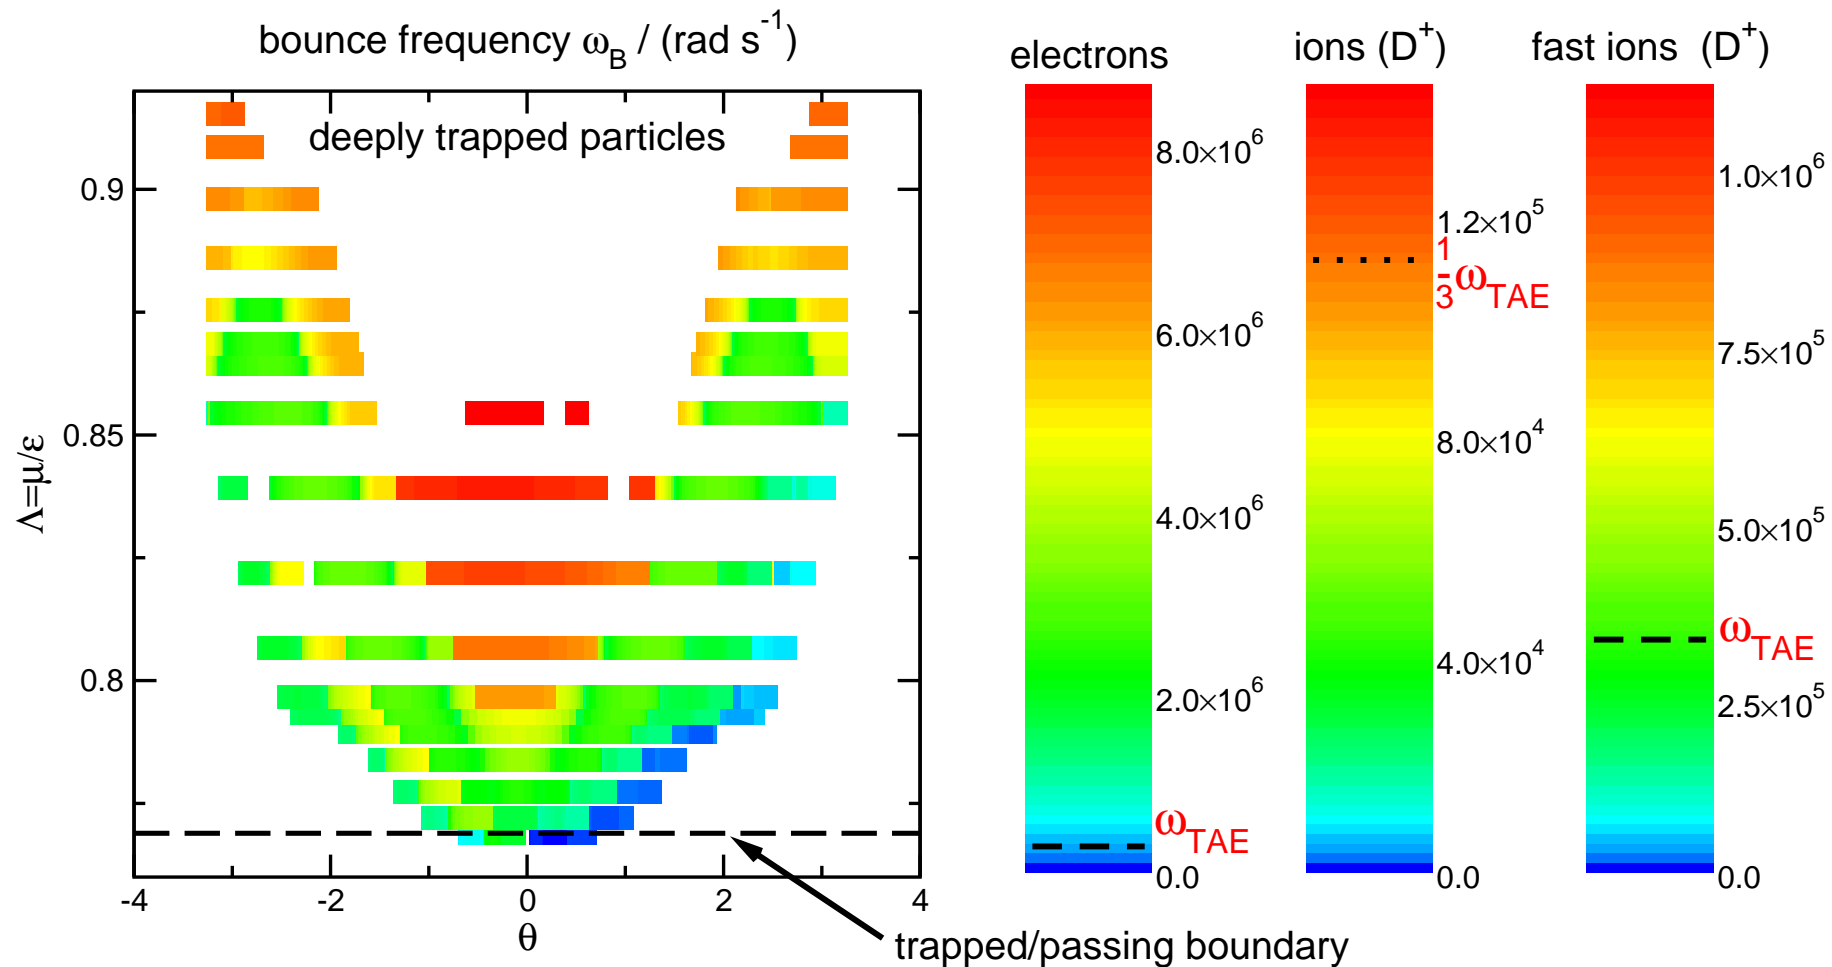 bounce frequency ω_B / (rad s^-1)
electrons
ions (D^+)
fast ions (D^+)
deeply trapped particles
0.9
0.85
0.8
Λ=μ/ε
-4
-2
0
2
4
θ
trapped/passing boundary
8.0×10^6
6.0×10^6
4.0×10^6
2.0×10^6
ω_TAE
0.0
1.2×10^5
1/3 ω_TAE
8.0×10^4
4.0×10^4
0.0
1.0×10^6
7.5×10^5
5.0×10^5
ω_TAE
2.5×10^5
0.0